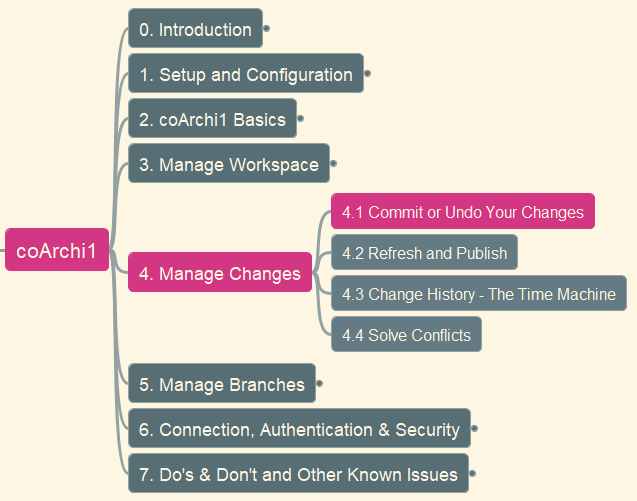 coArchi1
0. Introduction
1. Setup and Configuration
2. coArchi1 Basics
3. Manage Workspace
4. Manage Changes
4.1 Commit or Undo Your Changes
4.2 Refresh and Publish
4.3 Change History - The Time Machine
4.4 Solve Conflicts
5. Manage Branches
6. Connection, Authentication & Security
7. Do's & Don't and Other Known Issues